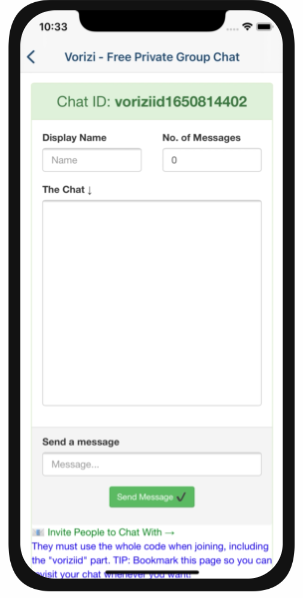 10:33
Vorizi - Free Private Group Chat
Chat ID: voriziid1650814402
Display Name No. of Messages
Name 0
The Chat ↓
Send a message
Message...
Send Message ✔
📧 Invite People to Chat With →
They must use the whole code when joining, including
the "voriziid" part. TIP: Bookmark this page so you can
revisit your chat whenever you want.